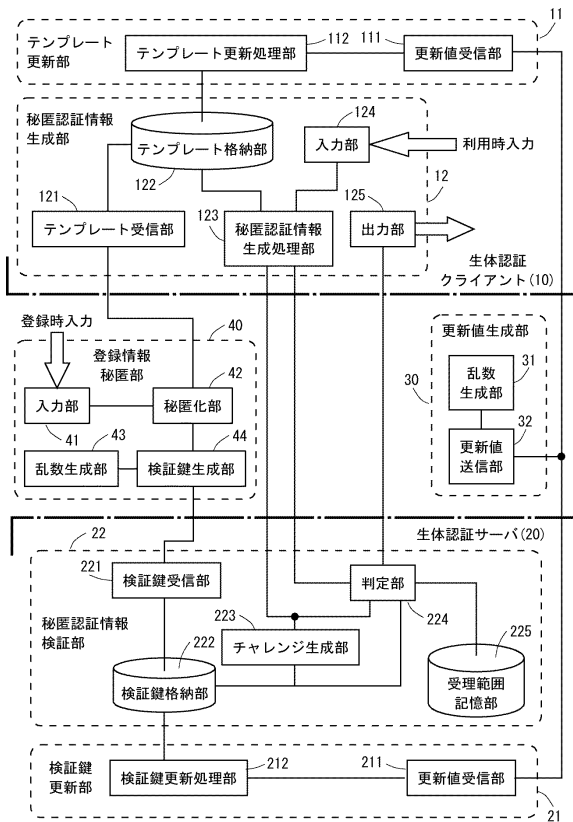 11
テンプレート
更新部
テンプレート更新処理部
112
111
更新値受信部
秘匿認証情報
生成部
テンプレート格納部
122
124
入力部
利用時入力
12
121
テンプレート受信部
123
秘匿認証情報
生成処理部
125
出力部
生体認証
クライアント(10)
登録時入力
40
登録情報
秘匿部
入力部
41
42
秘匿化部
43
乱数生成部
44
検証鍵生成部
更新値生成部
30
31
乱数
生成部
32
更新値
送信部
生体認証サーバ(20)
22
221
検証鍵受信部
判定部
224
秘匿認証情報
検証部
222
検証鍵格納部
223
チャレンジ生成部
225
受理範囲
記憶部
検証鍵
更新部
検証鍵更新処理部
212
211
更新値受信部
21